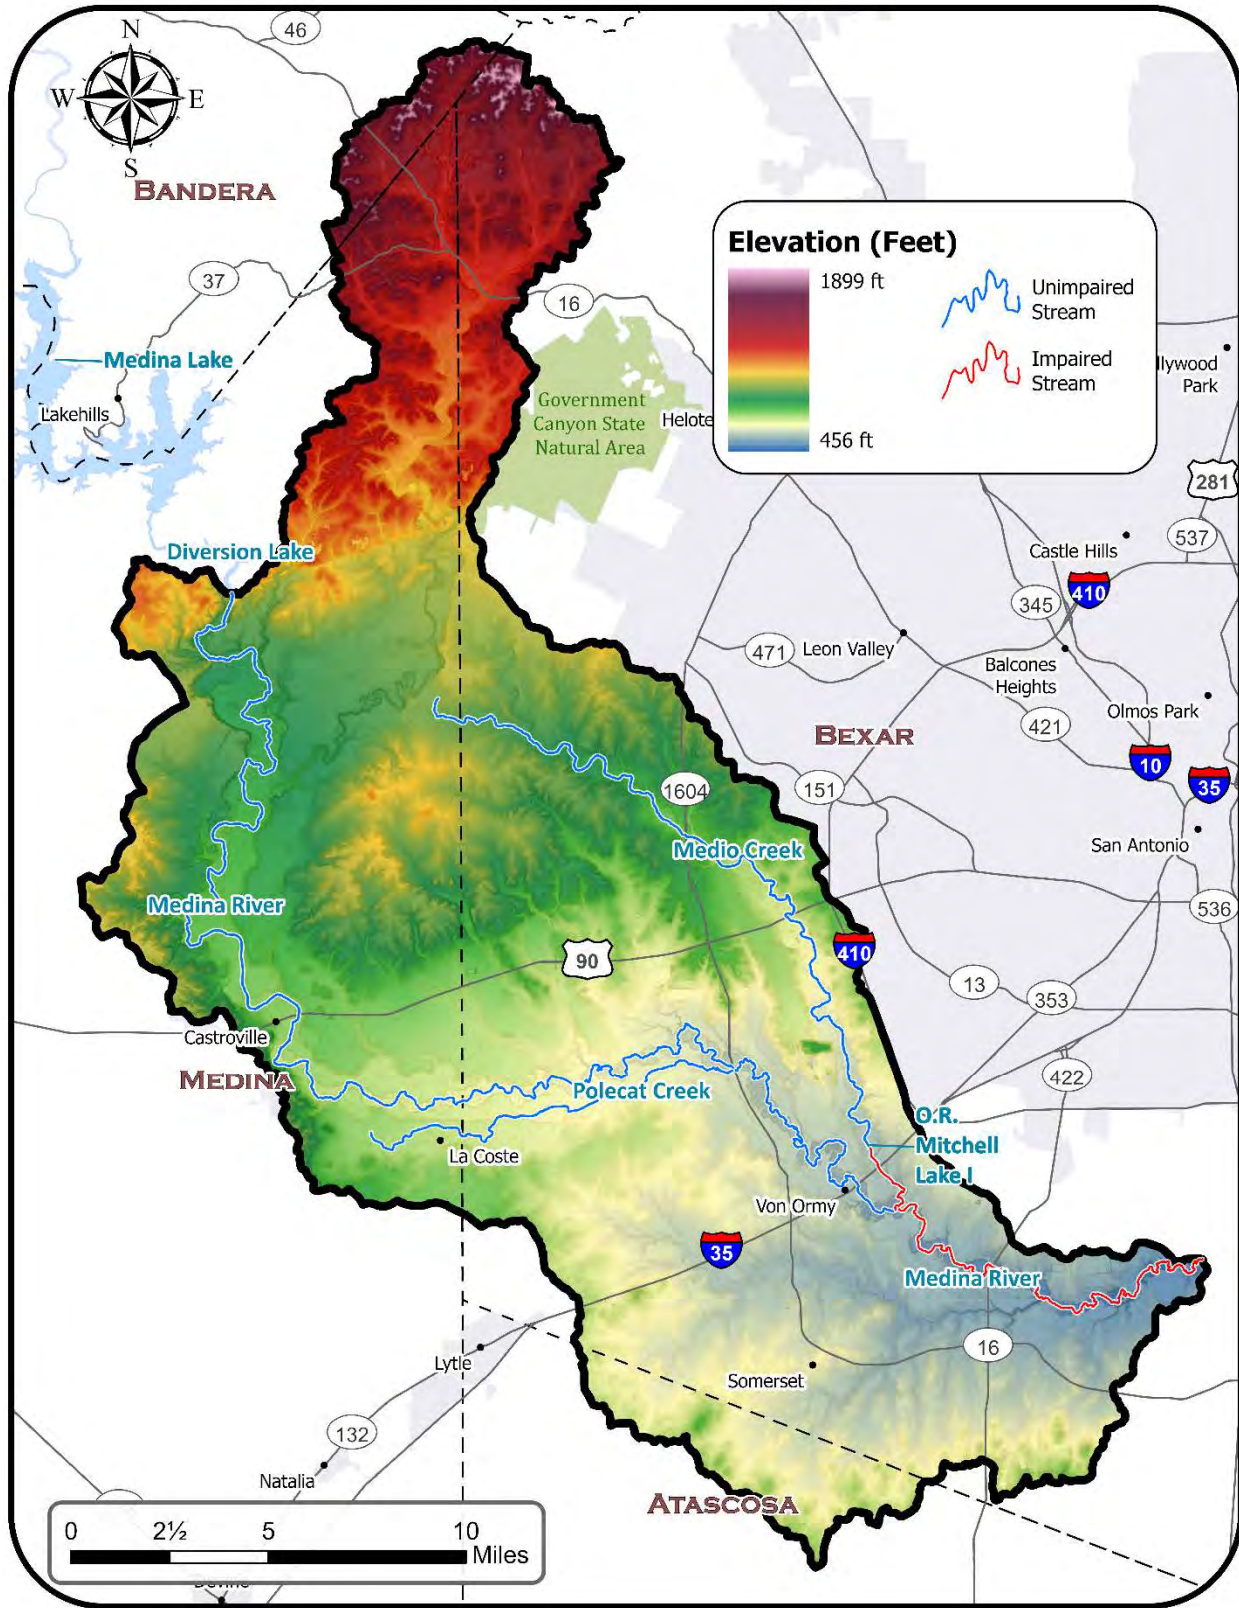 46
N
W
E
S
BANDERA
Elevation (Feet)
1899 ft
456 ft
Unimpaired
Stream
Impaired
Stream
37
16
Medina Lake
Lakehills
Government
Canyon State
Natural Area
Helote
llywood
Park
281
537
Castle Hills
410
345
Diversion Lake
471
Leon Valley
Balcones
Heights
Olmos Park
421
BEXAR
10
35
151
1604
San Antonio
Medio Creek
536
Medina River
410
90
13
353
Castroville
MEDINA
422
Polecat Creek
O.R.
Mitchell
Lake I
La Coste
Von Ormy
35
Medina River
16
Lytle
Somerset
132
Natalia
ATASCOSA
0
2½
5
10
Miles